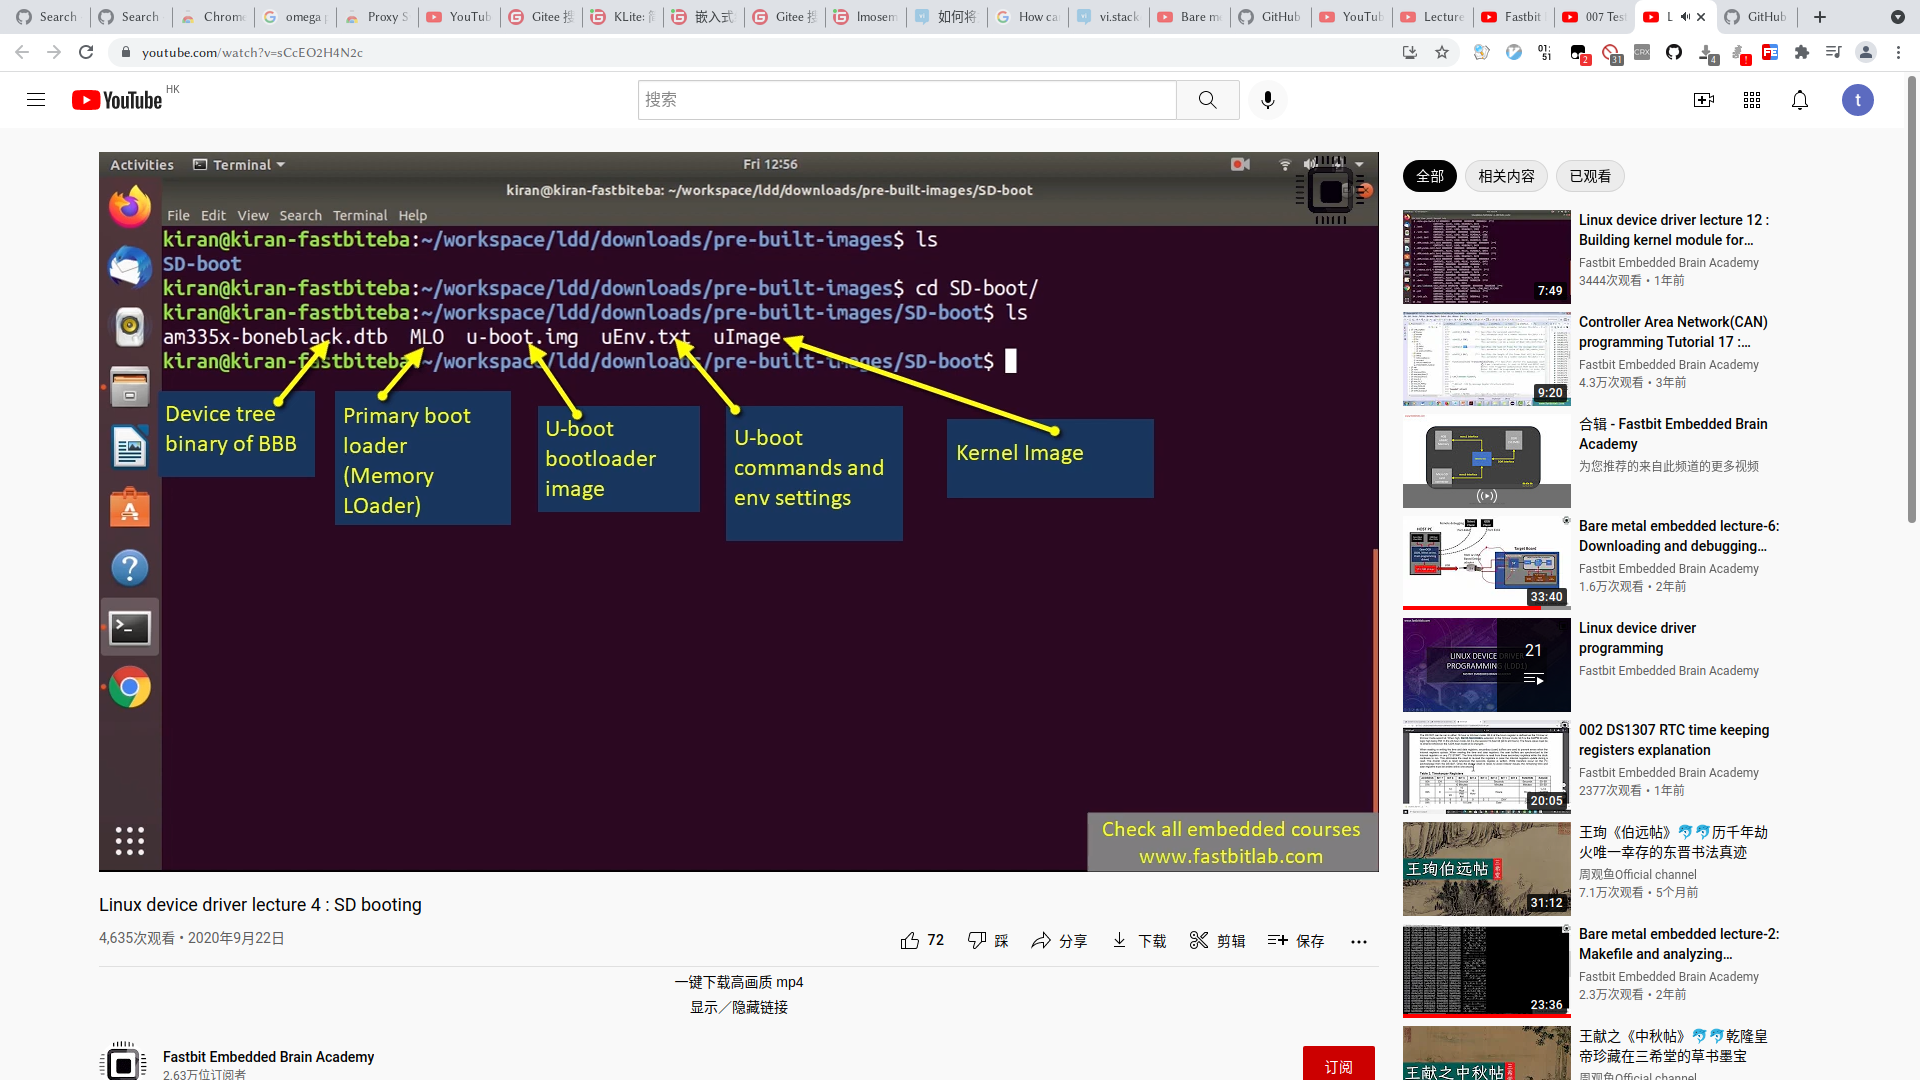 Search
Search
Chrome
omega
Proxy S
YouTub
Gitee 搜
KLite: 简
嵌入式
Gitee 搜
Imosem
如何将
How ca
vi.stack
Bare m
GitHub
YouTub
Lecture
Fastbit
007 Test
L
GitHub
youtube.com/watch?v=sCcEO2H4N2c
YouTube HK
搜索
t
Activities Terminal Fri 12:56
kiran@kiran-fastbiteba: ~/workspace/ldd/downloads/pre-built-images/SD-boot
File Edit View Search Terminal Help
kiran@kiran-fastbiteba:~/workspace/ldd/downloads/pre-built-images$ ls
SD-boot
kiran@kiran-fastbiteba:~/workspace/ldd/downloads/pre-built-images$ cd SD-boot/
kiran@kiran-fastbiteba:~/workspace/ldd/downloads/pre-built-images/SD-boot$ ls
am335x-boneblack.dtb MLO u-boot.img uEnv.txt uImage
kiran@kiran-fastbiteba:~/workspace/ldd/downloads/pre-built-images/SD-boot$
Device tree
binary of BBB
Primary boot
loader
(Memory
LOader)
U-boot
bootloader
image
U-boot
commands and
env settings
Kernel Image
Check all embedded courses
www.fastbitlab.com
Linux device driver lecture 4 : SD booting
4,635次观看 • 2020年9月22日
72 踩 分享 下载 剪辑 保存
一键下载高画质 mp4
显示／隐藏链接
Fastbit Embedded Brain Academy
2.63万位订阅者
订阅
全部 相关内容 已观看
7:49
Linux device driver lecture 12 :
Building kernel module for…
Fastbit Embedded Brain Academy
3444次观看 • 1年前
9:20
Controller Area Network(CAN)
programming Tutorial 17 :…
Fastbit Embedded Brain Academy
4.3万次观看 • 3年前
合辑 - Fastbit Embedded Brain
Academy
为您推荐的来自此频道的更多视频
33:40
Bare metal embedded lecture-6:
Downloading and debugging…
Fastbit Embedded Brain Academy
1.6万次观看 • 2年前
LINUX DEVICE DRIVER
PROGRAMMING (LDD1)
21
Linux device driver
programming
Fastbit Embedded Brain Academy
20:05
002 DS1307 RTC time keeping
registers explanation
Fastbit Embedded Brain Academy
2377次观看 • 1年前
王珣伯远帖
31:12
王珣《伯远帖》🐬🐬历千年劫
火唯一幸存的东晋书法真迹
周观鱼Official channel
7.1万次观看 • 5个月前
23:36
Bare metal embedded lecture-2:
Makefile and analyzing…
Fastbit Embedded Brain Academy
2.3万次观看 • 2年前
王献之中秋帖
王献之《中秋帖》🐬🐬乾隆皇
帝珍藏在三希堂的草书墨宝
周观鱼Official channel